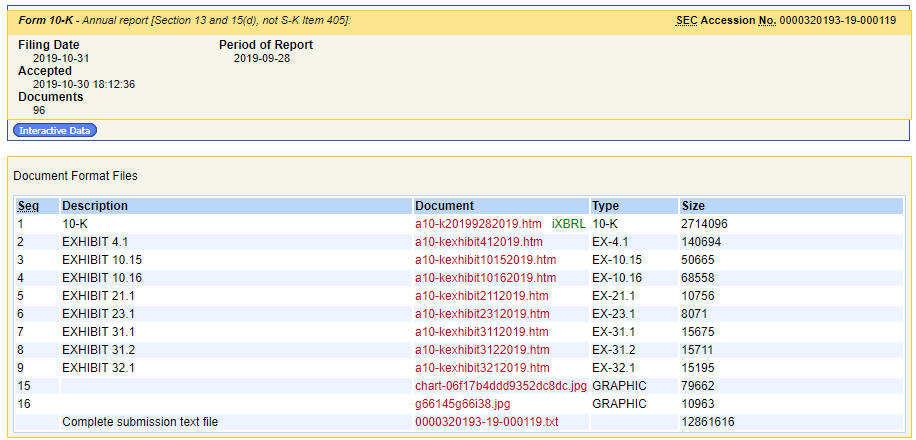 Form 10-K - Annual report [Section 13 and 15(d), not S-K Item 405]: SEC Accession No. 0000320193-19-000119
Filing Date Period of Report
2019-10-31 2019-09-28
Accepted
2019-10-30 18:12:36
Documents
96
Interactive Data
Document Format Files
Seq Description Document Type Size
1 10-K a10-k20199282019.htm iXBRL 10-K 2714096
2 EXHIBIT 4.1 a10-kexhibit412019.htm EX-4.1 140694
3 EXHIBIT 10.15 a10-kexhibit10152019.htm EX-10.15 50665
4 EXHIBIT 10.16 a10-kexhibit10162019.htm EX-10.16 68558
5 EXHIBIT 21.1 a10-kexhibit2112019.htm EX-21.1 10756
6 EXHIBIT 23.1 a10-kexhibit2312019.htm EX-23.1 8071
7 EXHIBIT 31.1 a10-kexhibit3112019.htm EX-31.1 15675
8 EXHIBIT 31.2 a10-kexhibit3122019.htm EX-31.2 15711
9 EXHIBIT 32.1 a10-kexhibit3212019.htm EX-32.1 15195
15 chart-06f17b4ddd9352dc8dc.jpg GRAPHIC 79662
16 g66145g66i38.jpg GRAPHIC 10963
Complete submission text file 0000320193-19-000119.txt 12861616